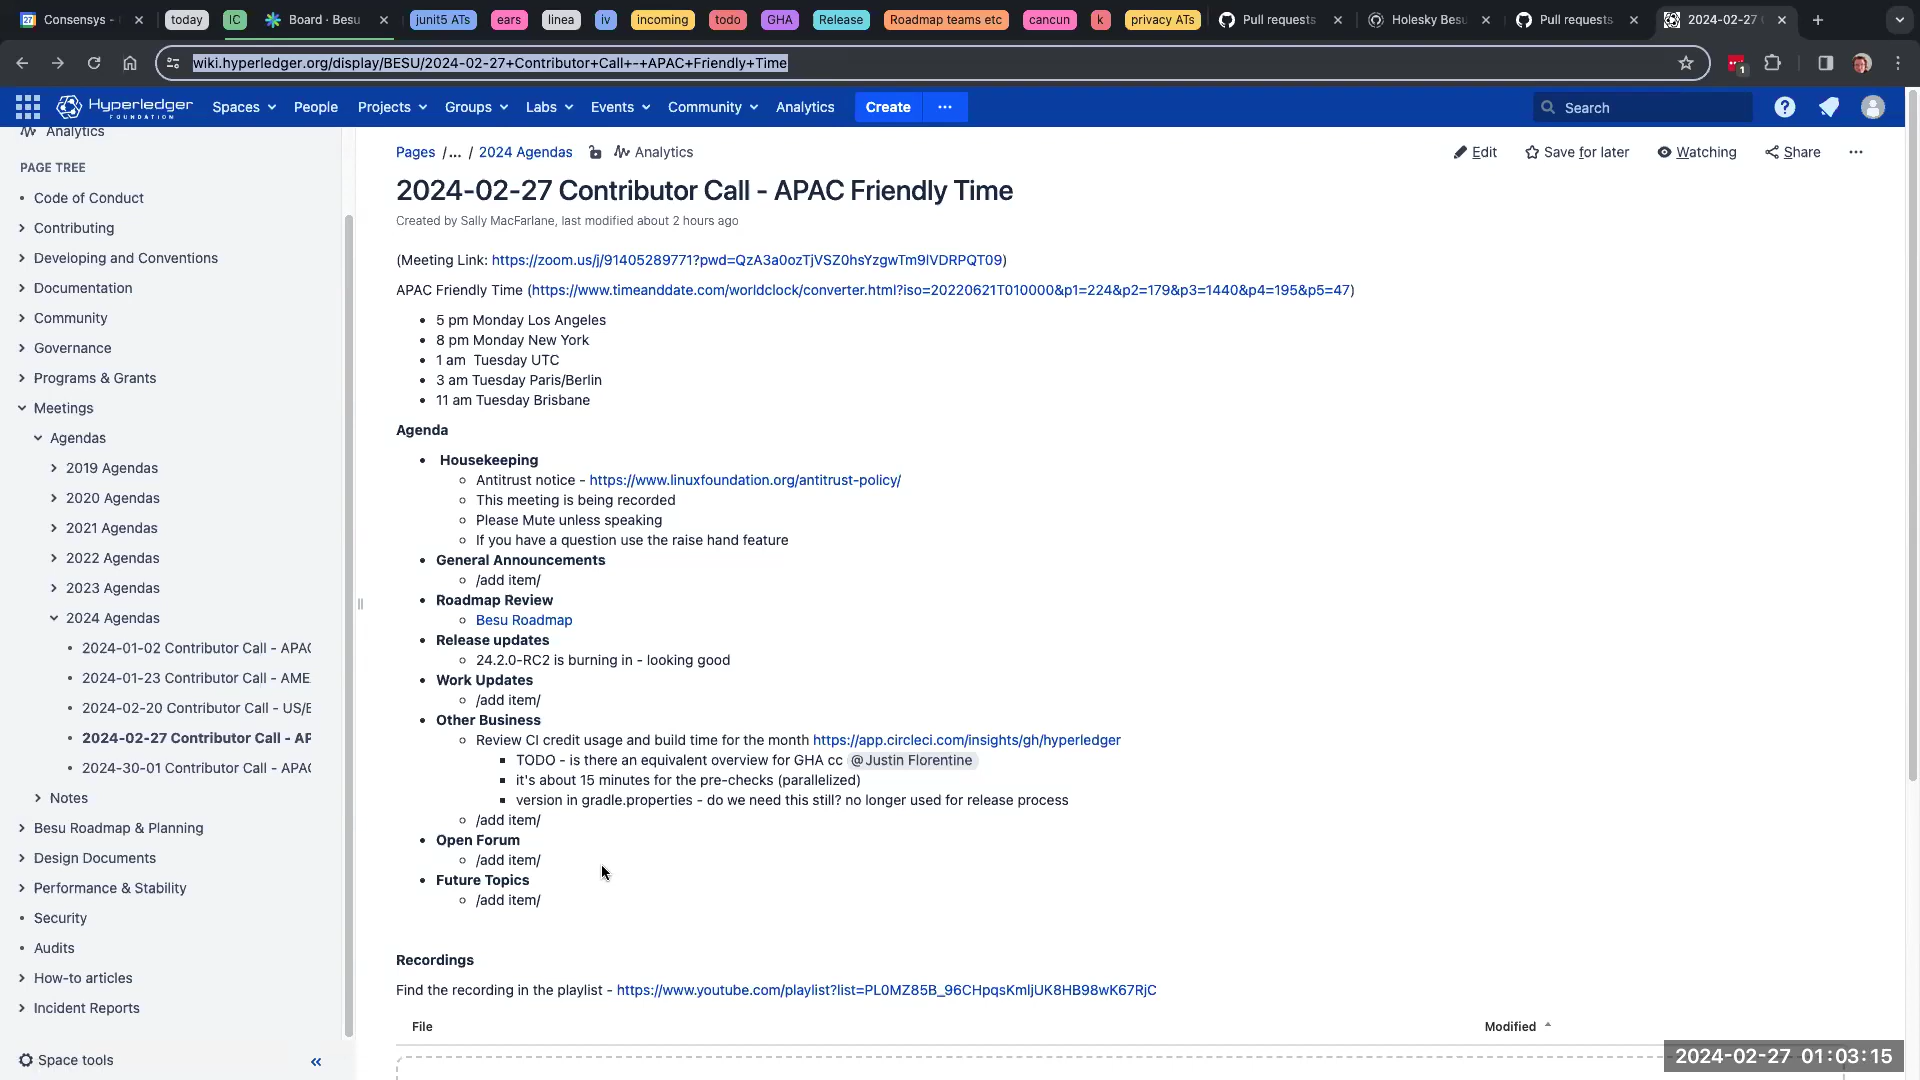 Consensys -
today
IC
Board · Besu
junit5 ATs
ears
linea
iv
incoming
todo
GHA
Release
Roadmap teams etc
cancun
k
privacy ATs
Pull requests
Holesky Besu
Pull requests
2024-02-27
wiki.hyperledger.org/display/BESU/2024-02-27+Contributor+Call+-+APAC+Friendly+Time
1
HYPERLEDGER FOUNDATION
Spaces
People
Projects
Groups
Labs
Events
Community
Analytics
Create
Search
Analytics
PAGE TREE
Code of Conduct
Contributing
Developing and Conventions
Documentation
Community
Governance
Programs & Grants
Meetings
Agendas
2019 Agendas
2020 Agendas
2021 Agendas
2022 Agendas
2023 Agendas
2024 Agendas
2024-01-02 Contributor Call - APAC
2024-01-23 Contributor Call - AME
2024-02-20 Contributor Call - US/E
2024-02-27 Contributor Call - AP
2024-30-01 Contributor Call - APAC
Notes
Besu Roadmap & Planning
Design Documents
Performance & Stability
Security
Audits
How-to articles
Incident Reports
Space tools
Pages /... / 2024 Agendas Analytics
Edit Save for later Watching Share
2024-02-27 Contributor Call - APAC Friendly Time
Created by Sally MacFarlane, last modified about 2 hours ago
(Meeting Link: https://zoom.us/j/91405289771?pwd=QzA3a0ozTjVSZ0hsYzgwTm9lVDRPQT09)
APAC Friendly Time (https://www.timeanddate.com/worldclock/converter.html?iso=20220621T010000&p1=224&p2=179&p3=1440&p4=195&p5=47)
5 pm Monday Los Angeles
8 pm Monday New York
1 am Tuesday UTC
3 am Tuesday Paris/Berlin
11 am Tuesday Brisbane
Agenda
Housekeeping
Antitrust notice - https://www.linuxfoundation.org/antitrust-policy/
This meeting is being recorded
Please Mute unless speaking
If you have a question use the raise hand feature
General Announcements
/add item/
Roadmap Review
Besu Roadmap
Release updates
24.2.0-RC2 is burning in - looking good
Work Updates
/add item/
Other Business
Review CI credit usage and build time for the month https://app.circleci.com/insights/gh/hyperledger
TODO - is there an equivalent overview for GHA cc @Justin Florentine
it's about 15 minutes for the pre-checks (parallelized)
version in gradle.properties - do we need this still? no longer used for release process
/add item/
Open Forum
/add item/
Future Topics
/add item/
Recordings
Find the recording in the playlist - https://www.youtube.com/playlist?list=PL0MZ85B_96CHpqsKmljUK8HB98wK67RjC
File
Modified
2024-02-27 01:03:15